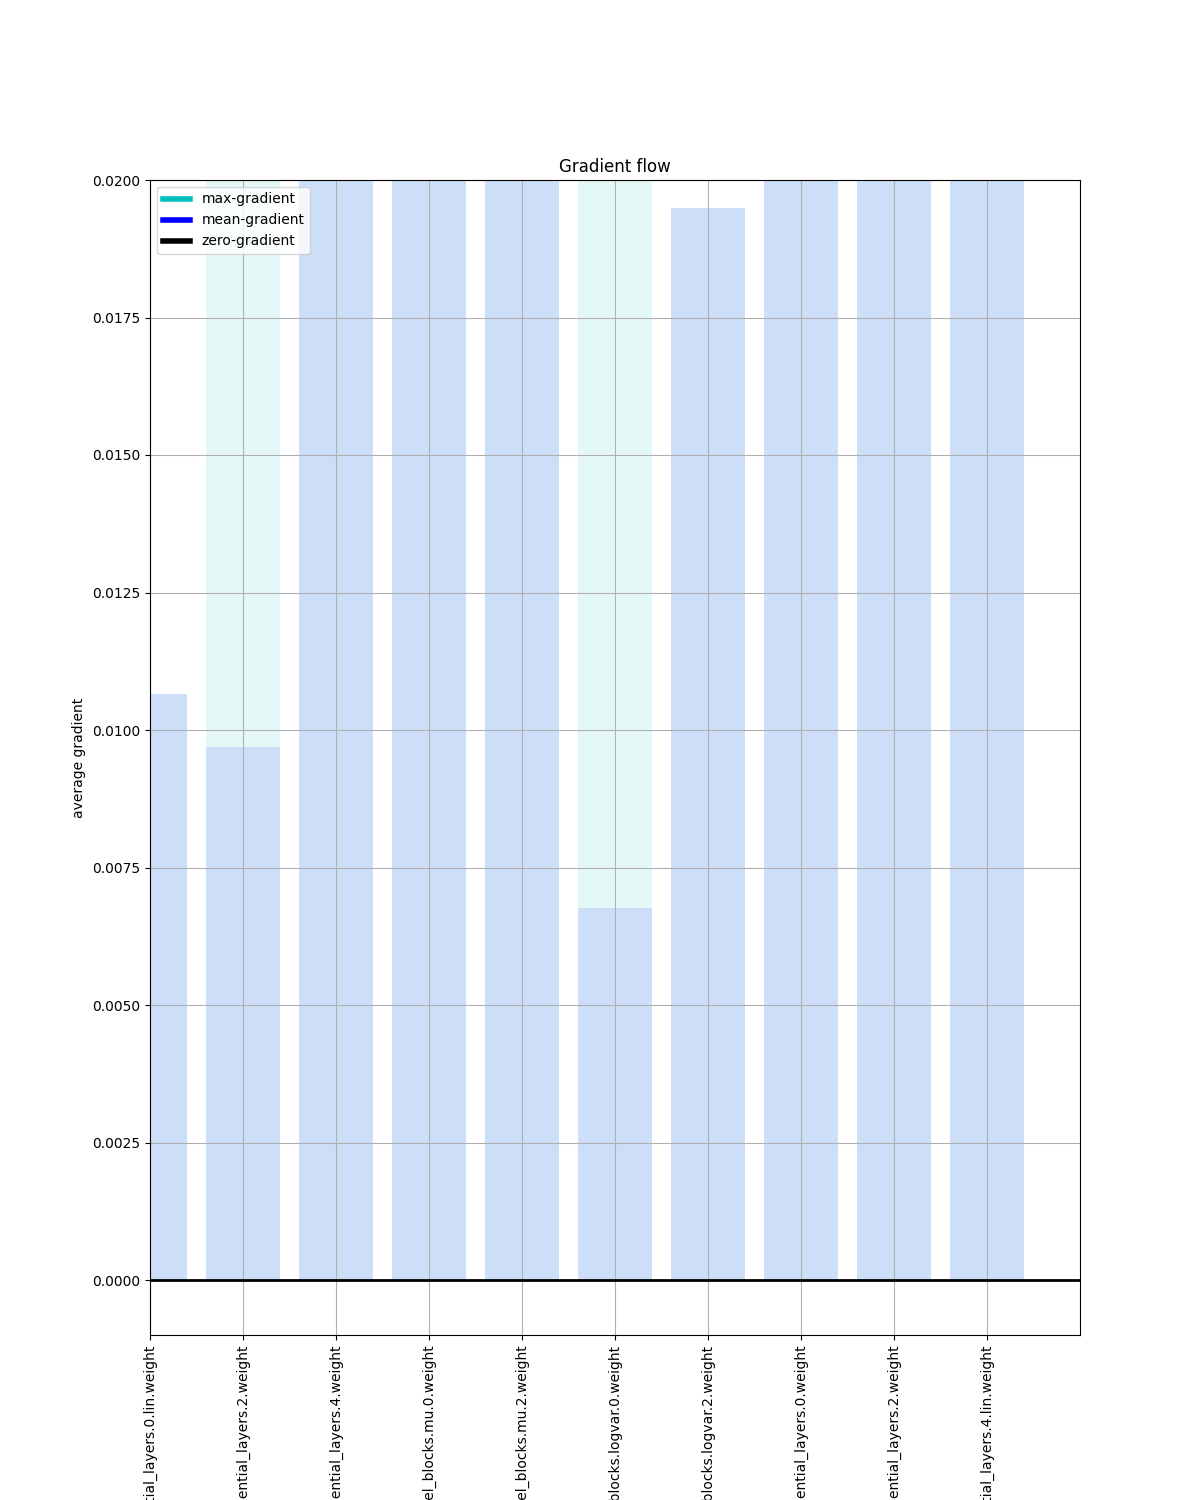 Gradient flow
max-gradient
mean-gradient
zero-gradient
0.0200
0.0175
0.0150
0.0125
0.0100
0.0075
0.0050
0.0025
0.0000
average gradient
tial_layers.0.lin.weight
ential_layers.2.weight
ential_layers.4.weight
el_blocks.mu.0.weight
el_blocks.mu.2.weight
blocks.logvar.0.weight
blocks.logvar.2.weight
ential_layers.0.weight
ential_layers.2.weight
tial_layers.4.lin.weight